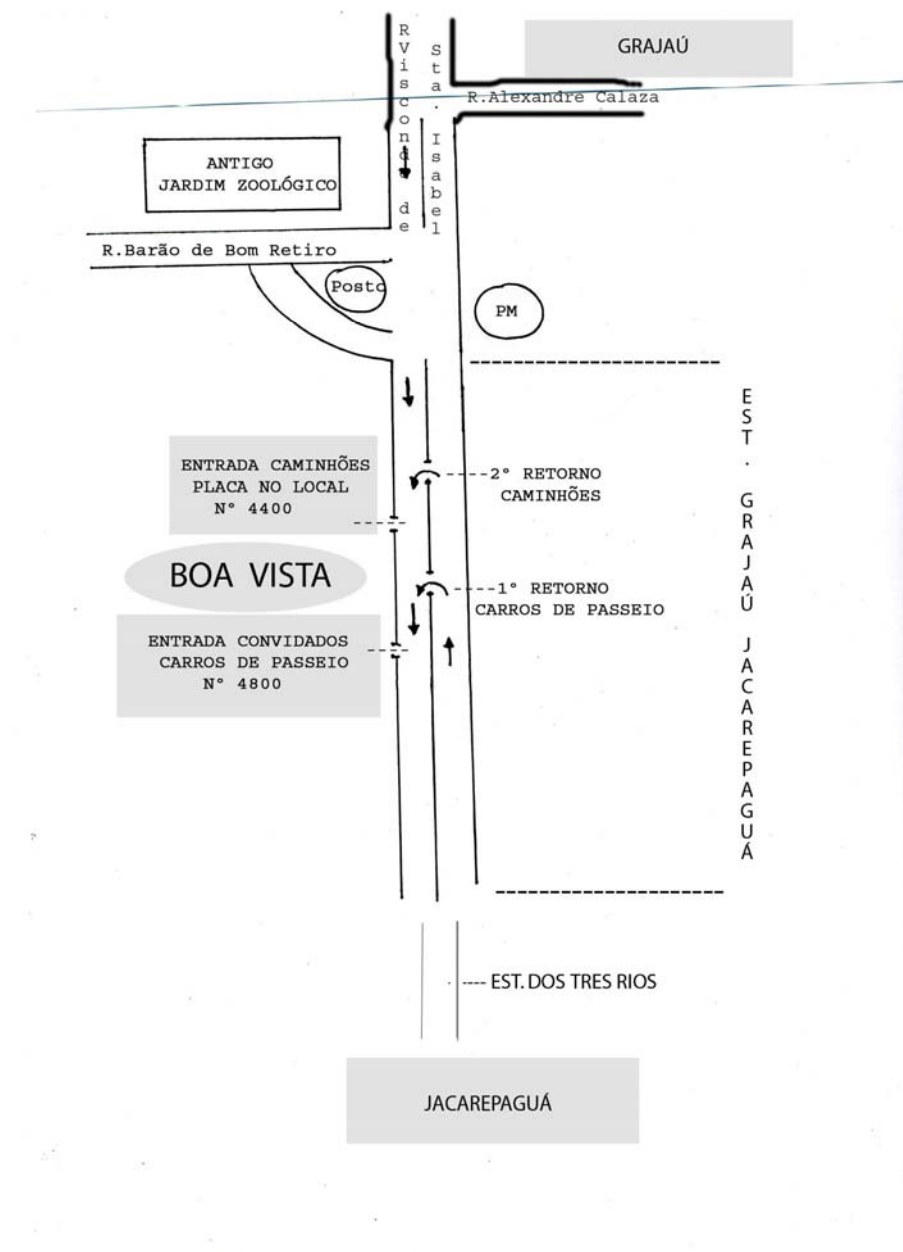 GRAJAÚ
RVisconde de
Sta. Isabel
R.Alexandre Calaza
ANTIGO
JARDIM ZOOLÓGICO
R.Barão de Bom Retiro
Posto
PM
EST. GRAJAÚ JACAREPAGUÁ
ENTRADA CAMINHÕES
PLACA NO LOCAL
Nº 4400
2º RETORNO
CAMINHÕES
BOA VISTA
1º RETORNO
CARROS DE PASSEIO
ENTRADA CONVIDADOS
CARROS DE PASSEIO
Nº 4800
EST. DOS TRES RIOS
JACAREPAGUÁ